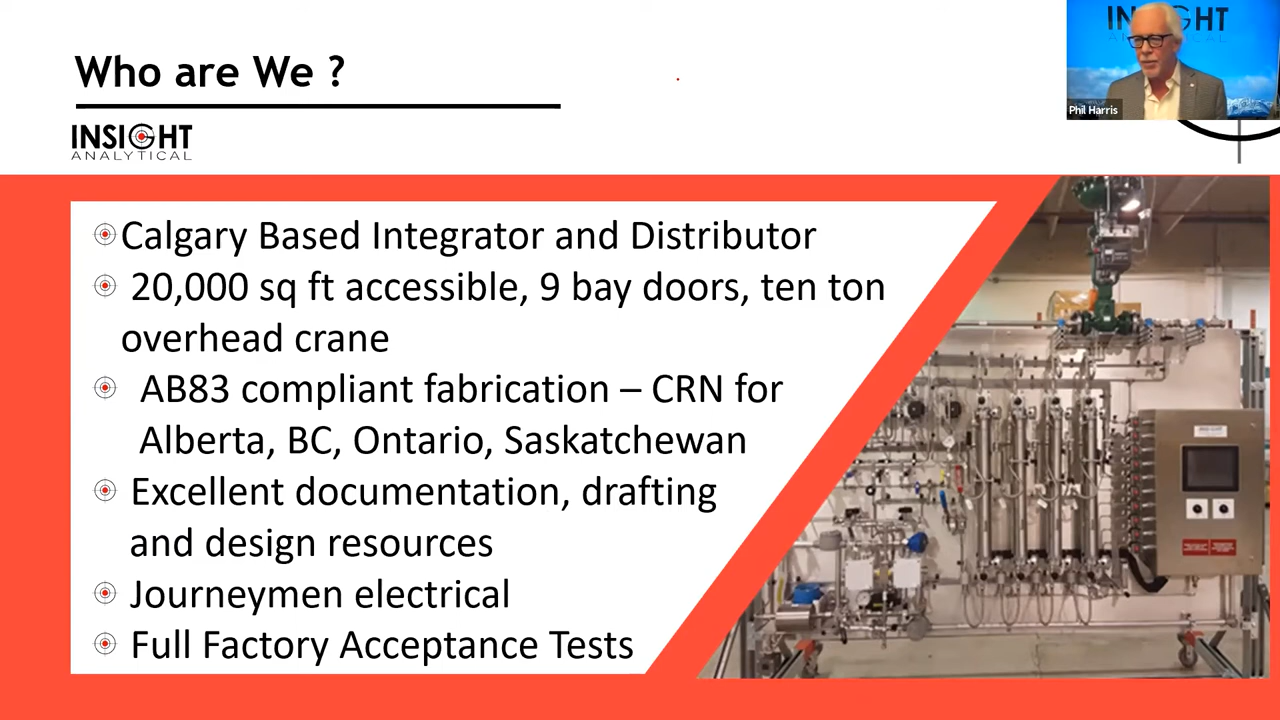 Who are We ?
INSIGHT
ANALYTICAL
INSIGHT
ANALYTICAL
Phil Harris
Calgary Based Integrator and Distributor
20,000 sq ft accessible, 9 bay doors, ten ton
overhead crane
AB83 compliant fabrication – CRN for
Alberta, BC, Ontario, Saskatchewan
Excellent documentation, drafting
and design resources
Journeymen electrical
Full Factory Acceptance Tests